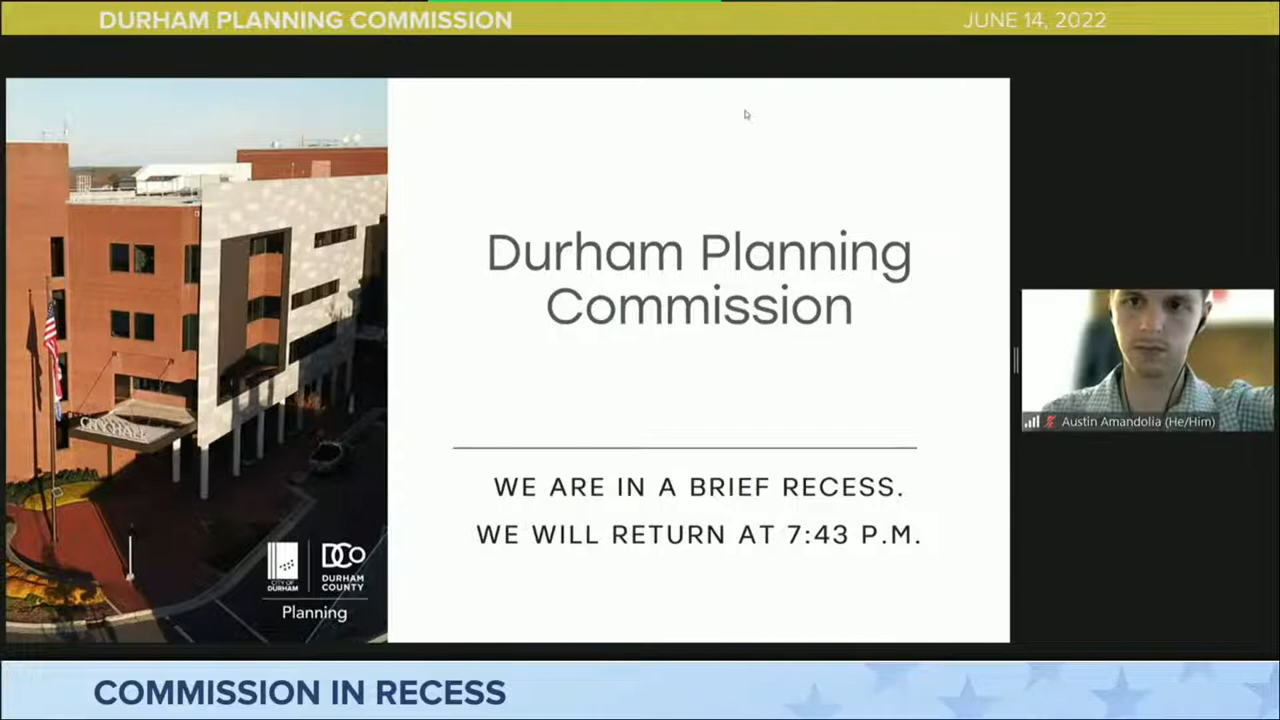 DURHAM PLANNING COMMISSION
JUNE 14, 2022
Durham Planning
Commission
WE ARE IN A BRIEF RECESS.
WE WILL RETURN AT 7:43 P.M.
CITY HALL
CITY OF
DURHAM
DCO
DURHAM
COUNTY
Planning
Austin Amandolia (He/Him)
COMMISSION IN RECESS